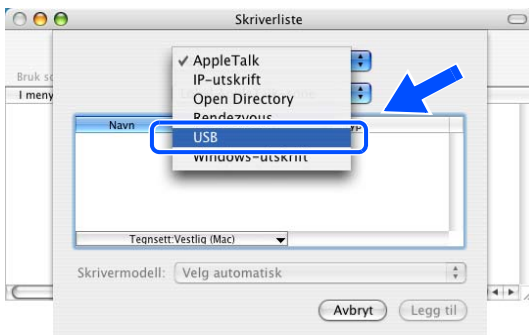 Skriverliste
✓ AppleTalk
IP-utskrift
Bruk
Open Directory
I meny
Rendezvous
Navn
USB
Windows-utskrift
Tegnsett:Vestlig (Mac)
Skrivermodell: Velg automatisk
Avbryt Legg til